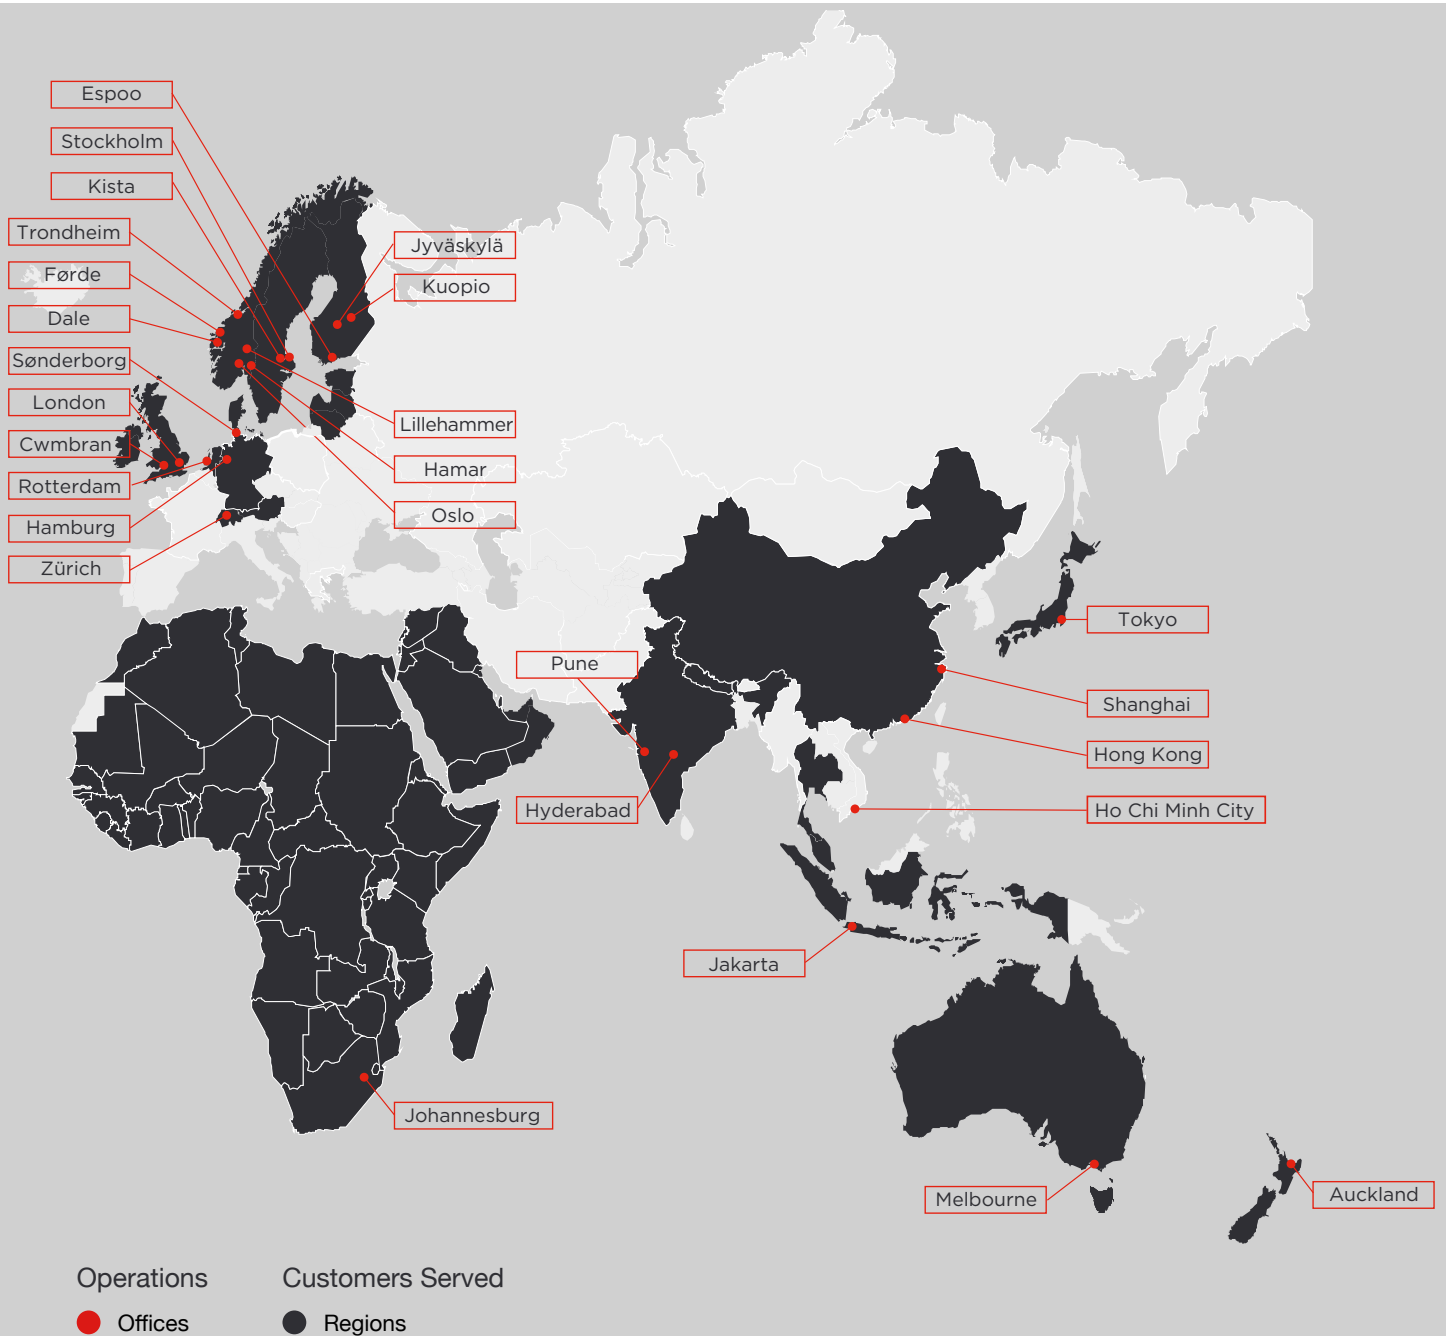 Espoo
Stockholm
Kista
Trondheim
Førde
Dale
Sønderborg
London
Cwmbran
Rotterdam
Hamburg
Zürich
Jyväskylä
Kuopio
Lillehammer
Hamar
Oslo
Pune
Hyderabad
Tokyo
Shanghai
Hong Kong
Ho Chi Minh City
Jakarta
Johannesburg
Melbourne
Auckland
Operations
Offices
Customers Served
Regions